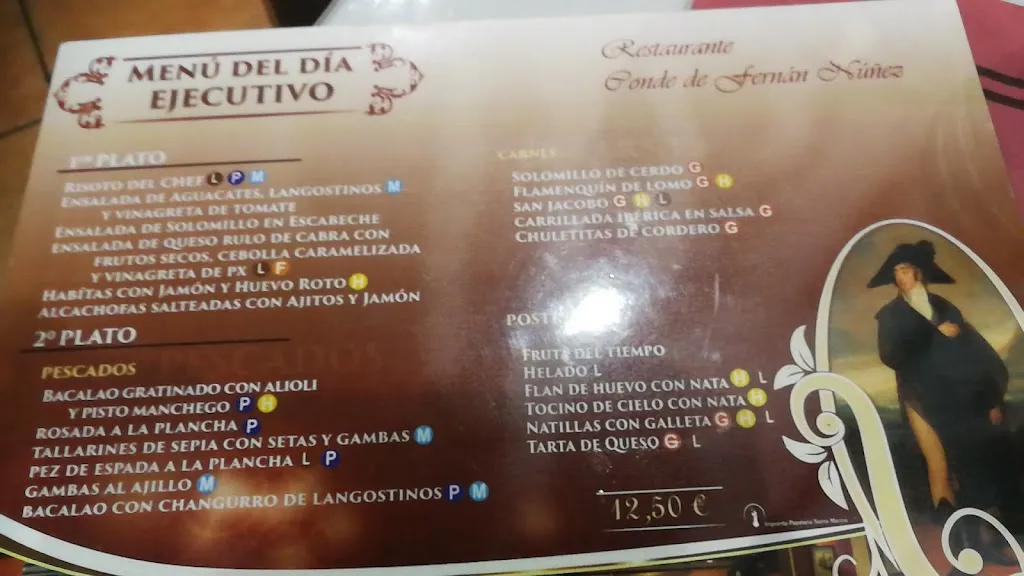 MENÚ DEL DÍA
EJECUTIVO
Restaurante
Conde de Fernán Núñez
1er PLATO
RISOTO DEL CHEF L P M
ENSALADA DE AGUACATES, LANGOSTINOS M
Y VINAGRETA DE TOMATE
ENSALADA DE SOLOMILLO EN ESCABECHE
ENSALADA DE QUESO RULO DE CABRA CON
FRUTOS SECOS, CEBOLLA CARAMELIZADA
Y VINAGRETA DE PX L F
HABITAS CON JAMÓN Y HUEVO ROTO H
ALCACHOFAS SALTEADAS CON AJITOS Y JAMÓN
2º PLATO
PESCADOS
BACALAO GRATINADO CON ALIOLI
Y PISTO MANCHEGO P H
ROSADA A LA PLANCHA P
TALLARINES DE SEPIA CON SETAS Y GAMBAS M
PEZ DE ESPADA A LA PLANCHA L P
GAMBAS AL AJILLO M
BACALAO CON CHANGURRO DE LANGOSTINOS P M
CARNES
SOLOMILLO DE CERDO G
FLAMENQUÍN DE LOMO G H
SAN JACOBO G H L
CARRILLADA IBÉRICA EN SALSA G
CHULETITAS DE CORDERO G
FRUTA DEL TIEMPO
HELADO L
FLAN DE HUEVO CON NATA H L
TOCINO DE CIELO CON NATA H
NATILLAS CON GALLETA G H L
TARTA DE QUESO G L
12,50 €